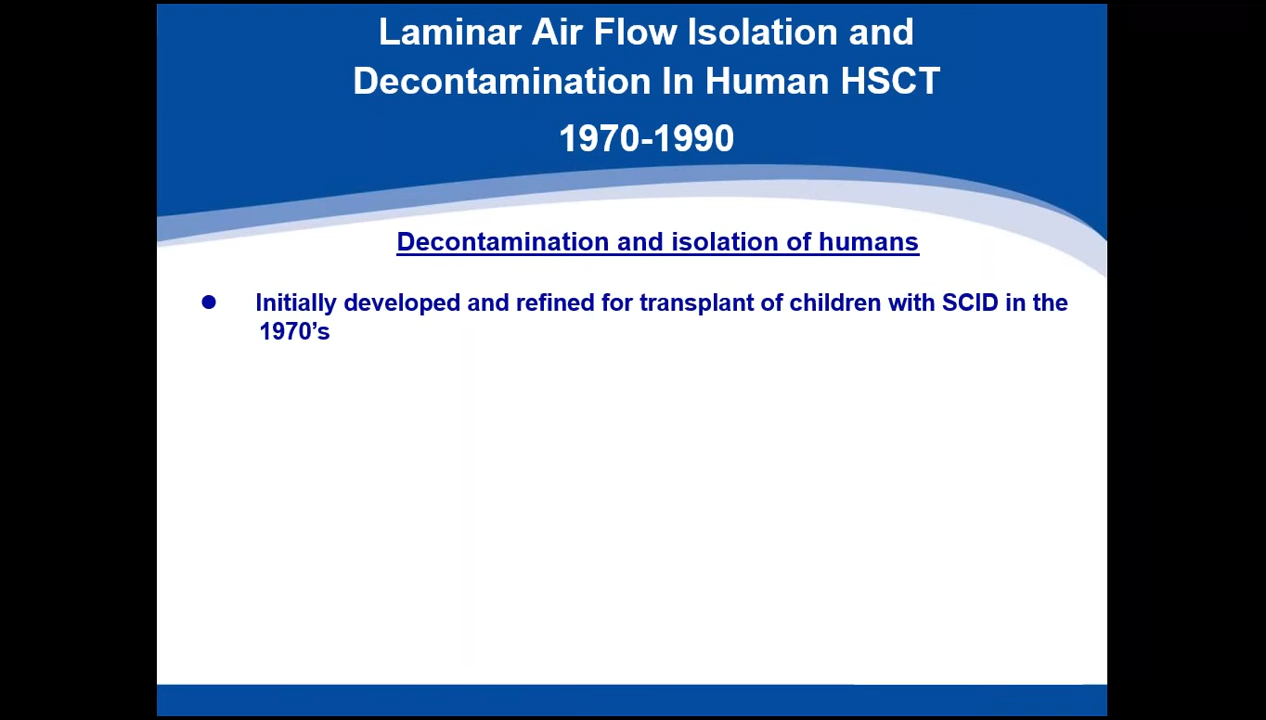 Laminar Air Flow Isolation and
Decontamination In Human HSCT
1970-1990
Decontamination and isolation of humans
● Initially developed and refined for transplant of children with SCID in the
1970’s